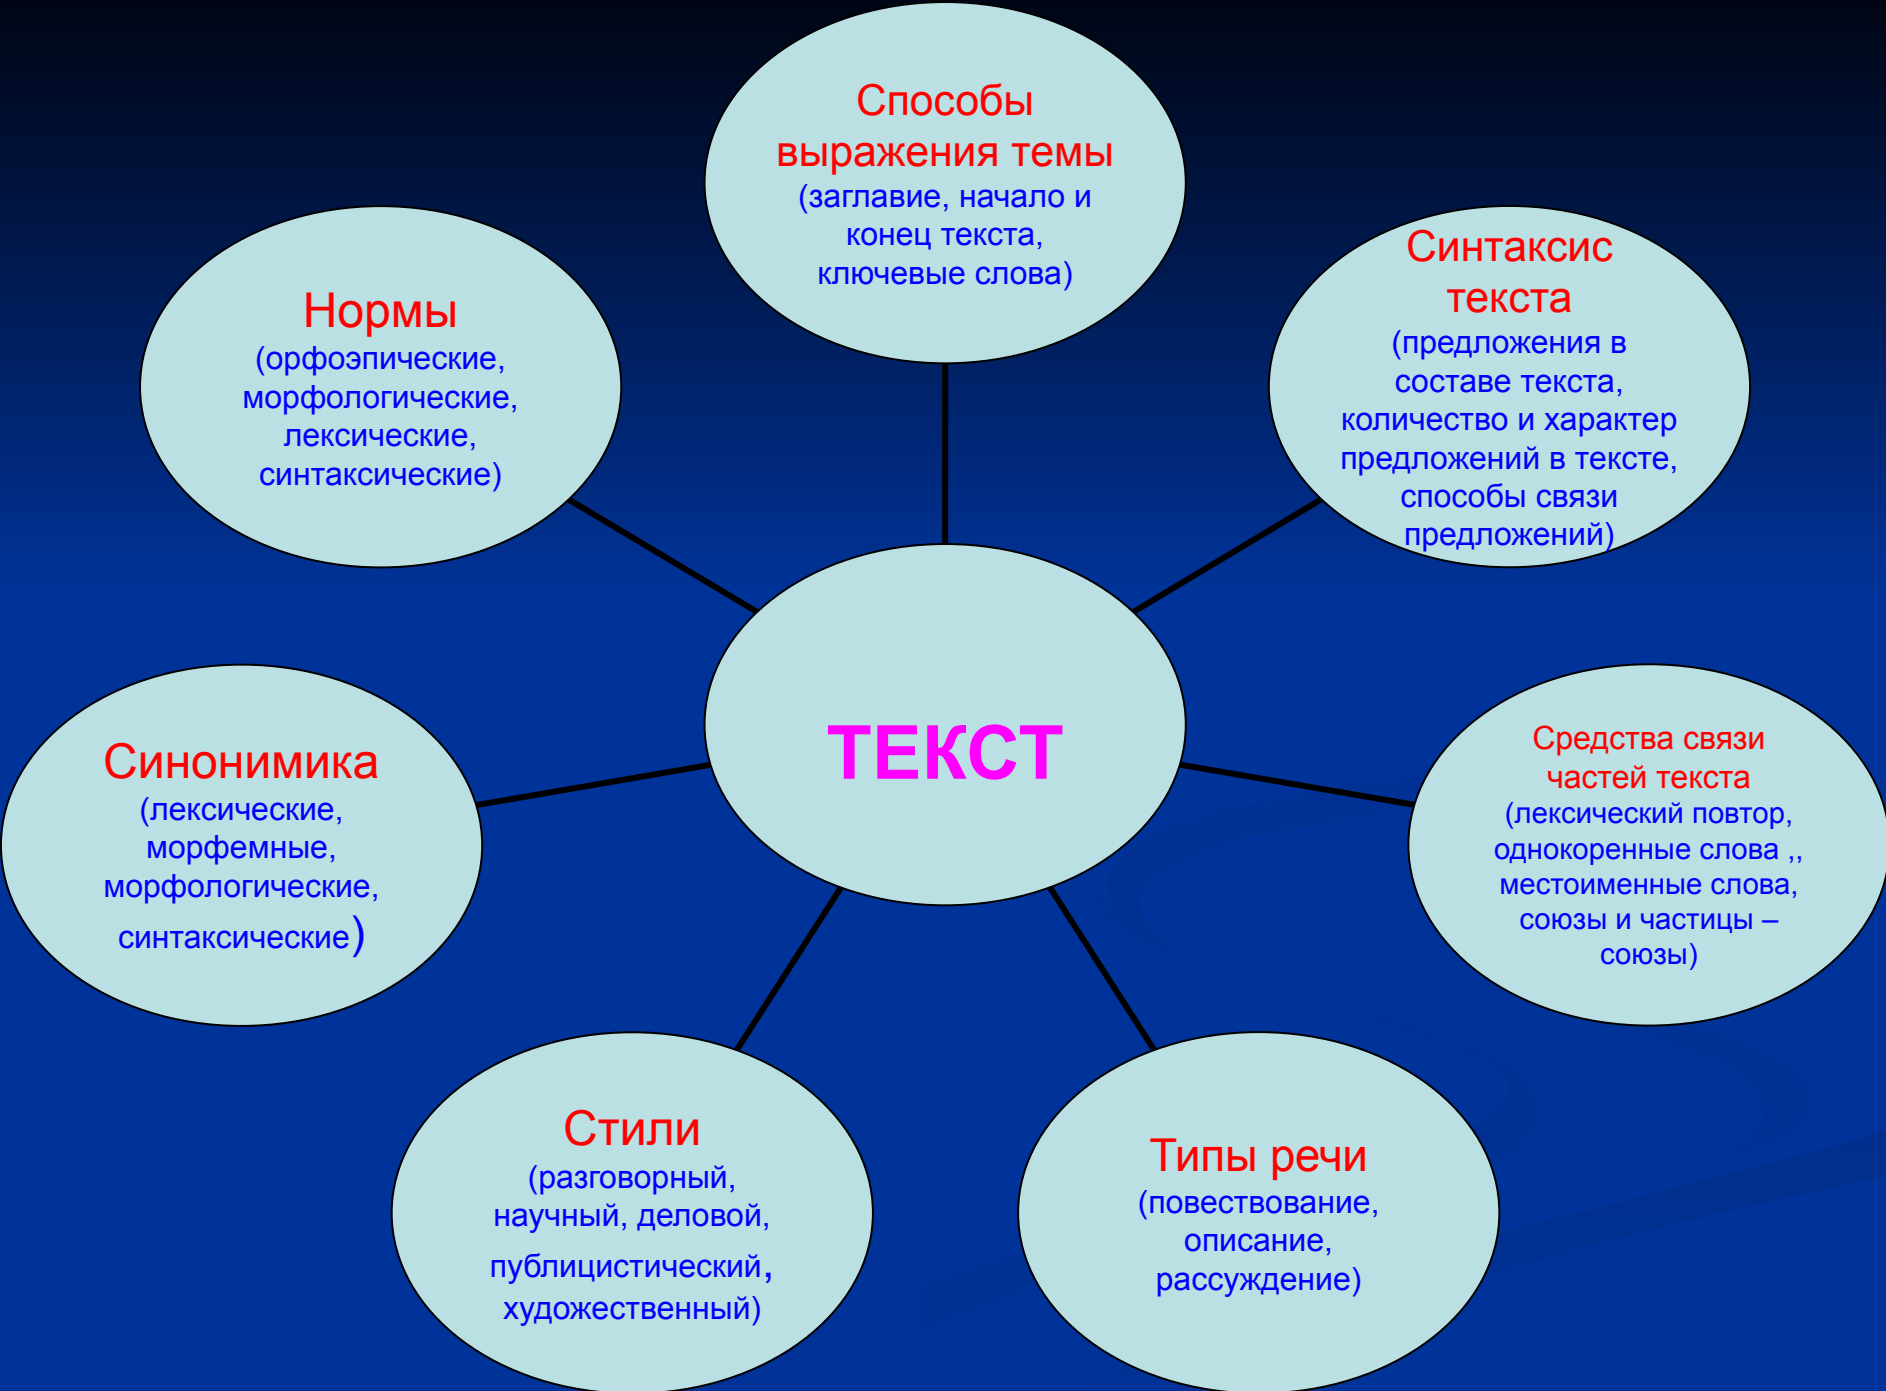 Способы
выражения темы
(заглавие, начало и
конец текста,
ключевые слова)
Синтаксис
текста
(предложения в
составе текста,
количество и характер
предложений в тексте,
способы связи
предложений)
Средства связи
частей текста
(лексический повтор,
однокоренные слова ,,
местоименные слова,
союзы и частицы –
союзы)
Типы речи
(повествование,
описание,
рассуждение)
Стили
(разговорный,
научный, деловой,
публицистический,
художественный)
Синонимика
(лексические,
морфемные,
морфологические,
синтаксические)
Нормы
(орфоэпические,
морфологические,
лексические,
синтаксические)
ТЕКСТ